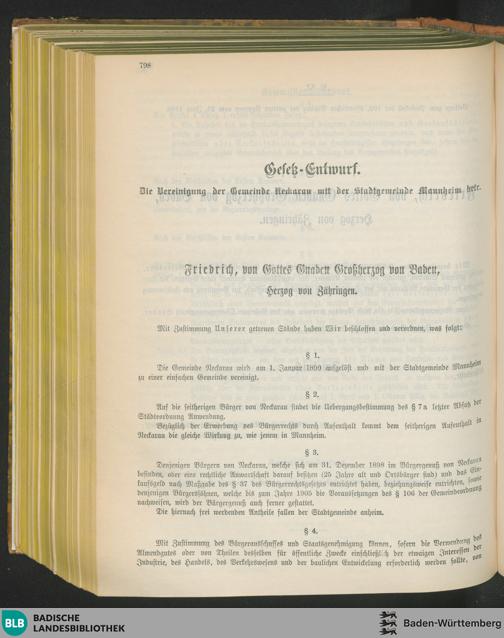 798
Gesetz-Entwurf.
Die Vereinigung der Gemeinde Neckarau mit der Stadtgemeinde Mannheim betr.
Friedrich, von Gottes Gnaden Großherzog von Baden,
Herzog von Zähringen.
Mit Zustimmung Unserer getreuen Stände haben Wir beschlossen und verordnen, was folgt:
§ 1.
Die Gemeinde Neckarau wird am 1. Januar 1899 aufgelöst und mit der Stadtgemeinde Mannheim
zu einer einfachen Gemeinde vereinigt.
§ 2.
Auf die seitherigen Bürger von Neckarau findet die Uebergangsbestimmung des § 7a letzter Absatz der
Städteordnung Anwendung.
Bezüglich der Erwerbung des Bürgerrechts durch Aufenthalt kommt dem seitherigen Aufenthalt in
Neckarau die gleiche Wirkung zu, wie jenem in Mannheim.
§ 3.
Denjenigen Bürgern von Neckarau, welche sich am 31. Dezember 1898 im Bürgergenuß von Neckarau
befinden, oder eine rechtliche Anwartschaft darauf besitzen (25 Jahre alt und Ortsbürger sind) und das Ein-
kaufsgeld nach Maßgabe des § 37 des Bürgerrechtsgesetzes entrichtet haben, beziehungsweise entrichten, sowie
denjenigen Bürgersöhnen, welche bis zum Jahre 1905 die Voraussetzungen des § 106 der Gemeindeordnung
nachweisen, wird der Bürgergenuß auch ferner gestattet.
Die hiernach frei werdenden Antheile fallen der Stadtgemeinde anheim.
§ 4.
Mit Zustimmung des Bürgerausschusses und Staatsgenehmigung können, sofern die Verwendung des
Almendgutes oder von Theilen desselben für öffentliche Zwecke einschließlich der etwaigen Interessen der
Industrie, des Handels, des Verkehrswesens und der baulichen Entwickelung erforderlich werden sollte, von
BLB
BADISCHE
LANDESBIBLIOTHEK
Baden-Württemberg